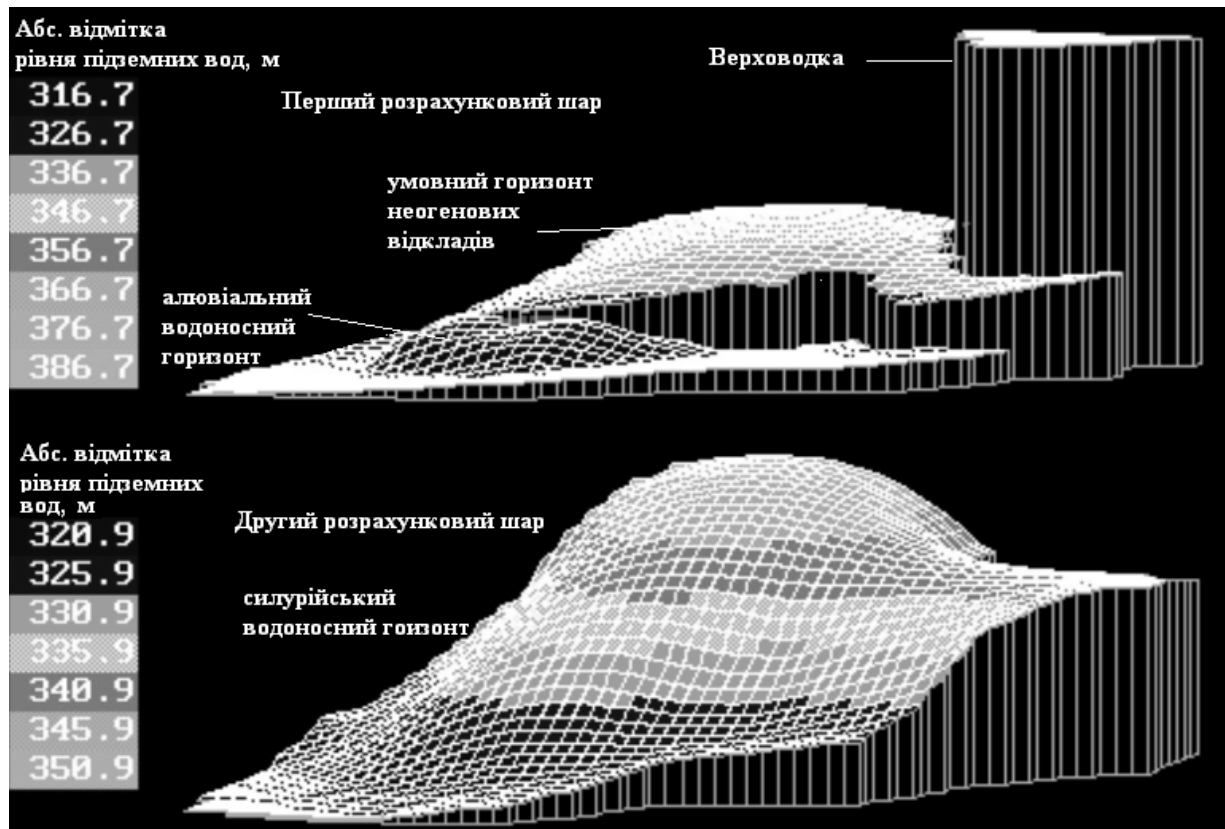 Абс. відмітка
рівня підземних вод, м
316.7
326.7
336.7
346.7
356.7
366.7
376.7
386.7
Перший розрахунковий шар
Верховодка
умовний горизонт
неогенових
відкладів
алювіальний
водоносний
горизонт
Абс. відмітка
рівня підземних
вод, м
320.9
325.9
330.9
335.9
340.9
345.9
350.9
Другий розрахунковий шар
силурійський
водоносний гоизонт